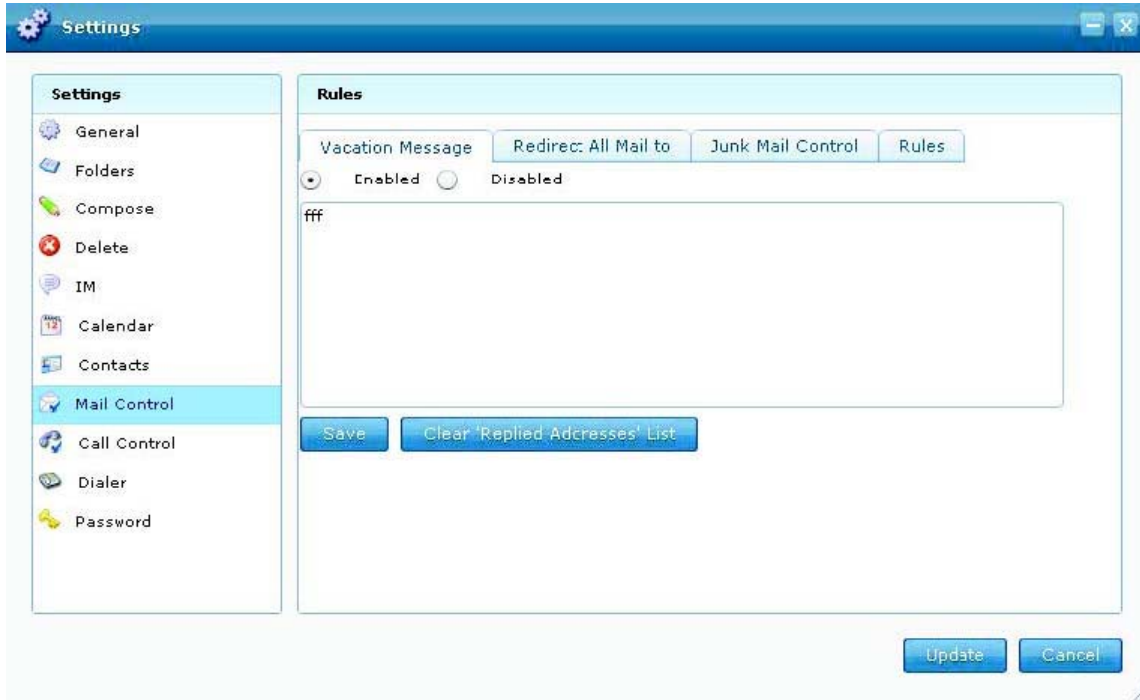 Settings
Settings
General
Folders
Compose
Delete
IM
12
Calendar
Contacts
Mail Control
Call Control
Dialer
Password
Rules
Vacation Message
Redirect All Mail to
Junk Mail Control
Rules
Enabled
Disabled
fff
Save
Clear 'Replied Addresses' List
Update
Cancel